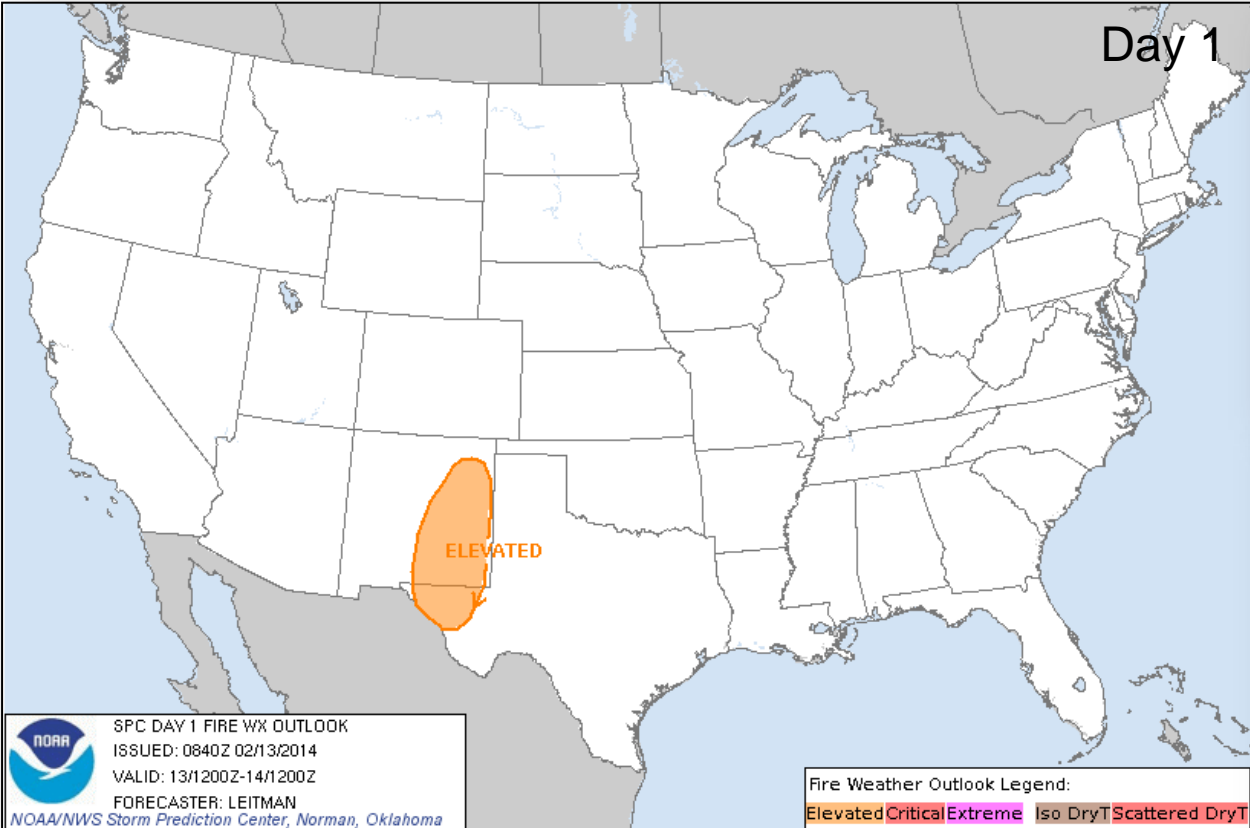 Day 1
ELEVATED
NOAA
SPC DAY 1 FIRE WX OUTLOOK
ISSUED: 0840Z 02/13/2014
VALID: 13/1200Z-14/1200Z
FORECASTER: LEITMAN
NOAA/NWS Storm Prediction Center, Norman, Oklahoma
Fire Weather Outlook Legend:
Elevated Critical Extreme Iso DryT Scattered DryT